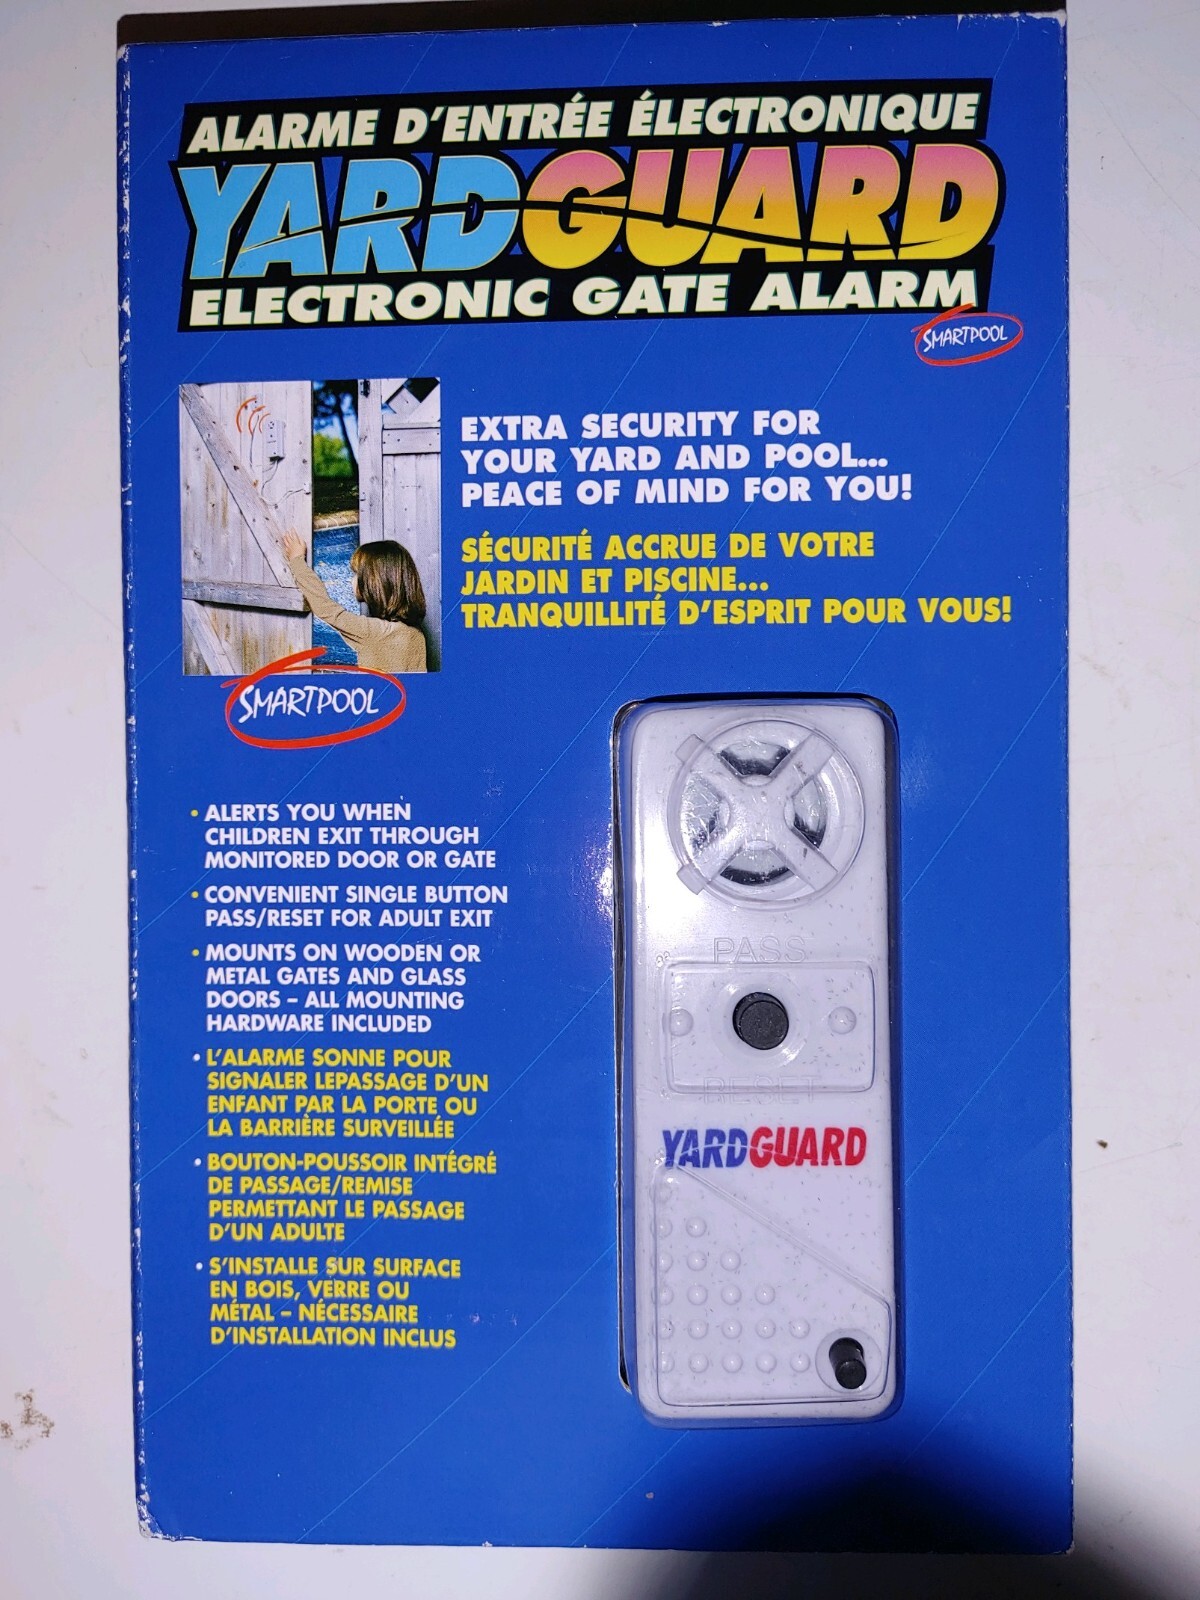 ALARME D'ENTRÉE ÉLECTRONIQUE
YARDGUARD
ELECTRONIC GATE ALARM
SMARTPOOL
EXTRA SECURITY FOR
YOUR YARD AND POOL...
PEACE OF MIND FOR YOU!
SÉCURITÉ ACCRUE DE VOTRE
JARDIN ET PISCINE...
TRANQUILLITÉ D'ESPRIT POUR VOUS!
SMARTPOOL
• ALERTS YOU WHEN
CHILDREN EXIT THROUGH
MONITORED DOOR OR GATE
• CONVENIENT SINGLE BUTTON
PASS/RESET FOR ADULT EXIT
• MOUNTS ON WOODEN OR
METAL GATES AND GLASS
DOORS – ALL MOUNTING
HARDWARE INCLUDED
• L'ALARME SONNE POUR
SIGNALER LEPASSAGE D'UN
ENFANT PAR LA PORTE OU
LA BARRIÈRE SURVEILLÉE
• BOUTON-POUSSOIR INTÉGRÉ
DE PASSAGE/REMISE
PERMETTANT LE PASSAGE
D'UN ADULTE
• S'INSTALLE SUR SURFACE
EN BOIS, VERRE OU
MÉTAL – NÉCESSAIRE
D'INSTALLATION INCLUS
PASS
RESET
YARDGUARD